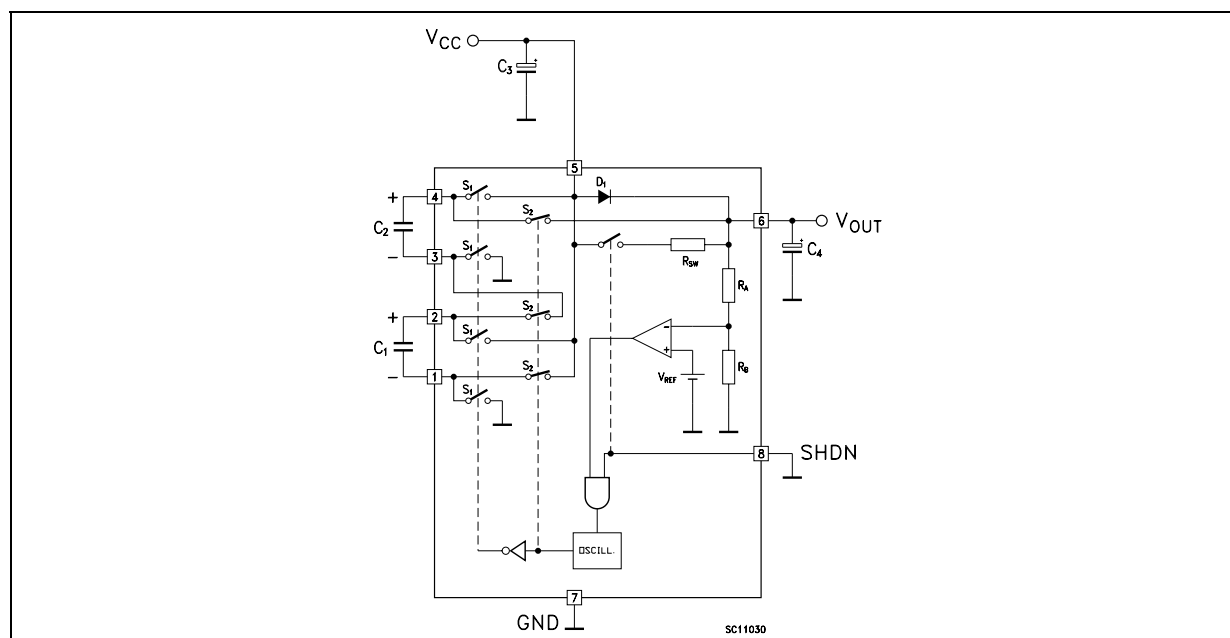 VCC
C3
+
5
S1
D1
+
4
S2
6
VOUT
C2
+
C4
S1
−
3
RSW
RA
+
2
S2
S1
−
C1
+
S2
RB
−
1
VREF
S1
8
SHDN
OSCILL.
7
GND
SC11030